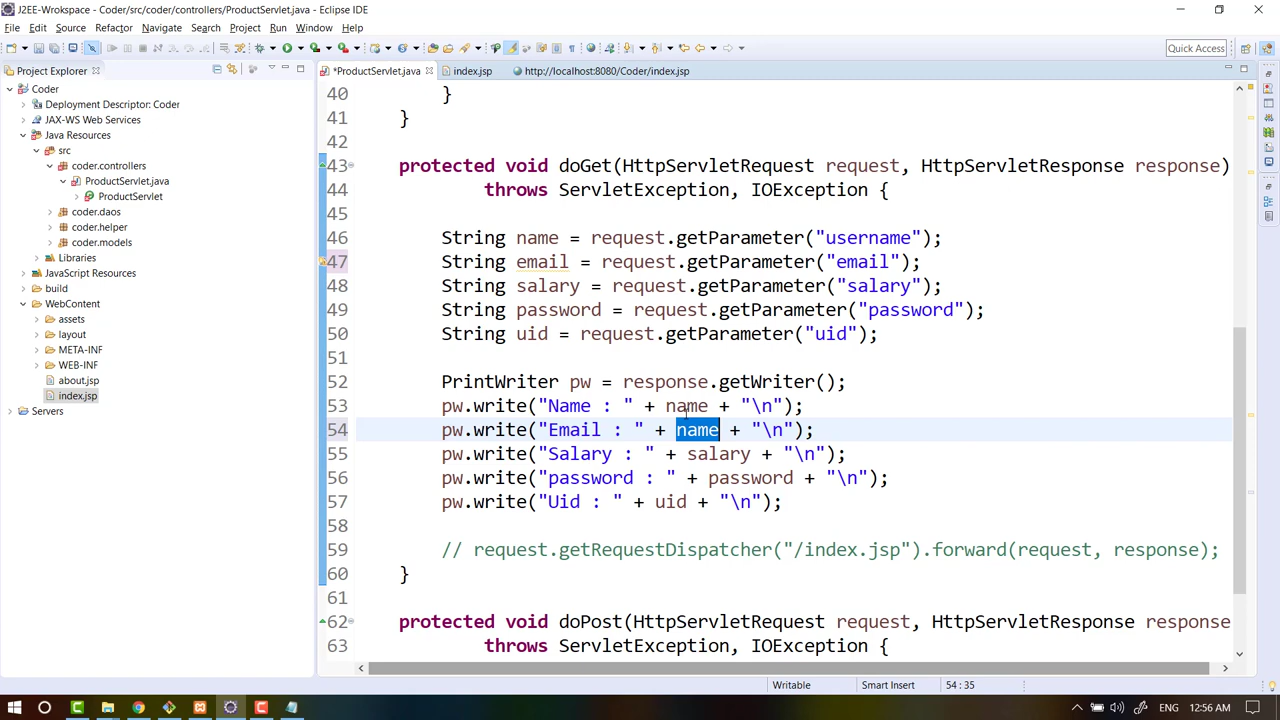 J2EE-Wrokspace - Coder/src/coder/controllers/ProductServlet.java - Eclipse IDE
File Edit Source Refactor Navigate Search Project Run Window Help
Quick Access
Project Explorer
*ProductServlet.java index.jsp http://localhost:8080/Coder/index.jsp
Coder
Deployment Descriptor: Coder
JAX-WS Web Services
Java Resources
src
coder.controllers
ProductServlet.java
ProductServlet
coder.daos
coder.helper
coder.models
Libraries
JavaScript Resources
build
WebContent
assets
layout
META-INF
WEB-INF
about.jsp
index.jsp
Servers
40 }
41 }
42
43 protected void doGet(HttpServletRequest request, HttpServletResponse response)
44 throws ServletException, IOException {
45
46 String name = request.getParameter("username");
47 String email = request.getParameter("email");
48 String salary = request.getParameter("salary");
49 String password = request.getParameter("password");
50 String uid = request.getParameter("uid");
51
52 PrintWriter pw = response.getWriter();
53 pw.write("Name : " + name + "\n");
54 pw.write("Email : " + name + "\n");
55 pw.write("Salary : " + salary + "\n");
56 pw.write("password : " + password + "\n");
57 pw.write("Uid : " + uid + "\n");
58
59 // request.getRequestDispatcher("/index.jsp").forward(request, response);
60 }
61
62 protected void doPost(HttpServletRequest request, HttpServletResponse response
63 throws ServletException, IOException {
Writable Smart Insert 54 : 35
ENG 12:56 AM